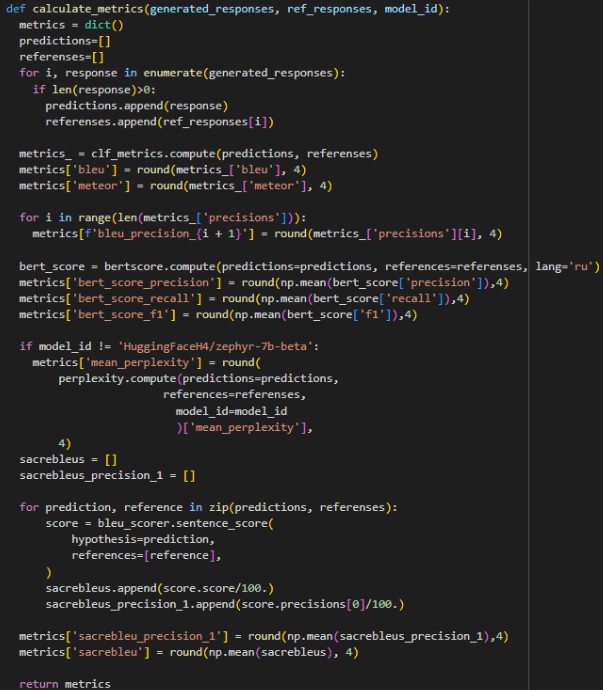 def calculate_metrics(generated_responses, ref_responses, model_id):
  metrics = dict()
  predictions=[]
  referenses=[]
  for i, response in enumerate(generated_responses):
    if len(response)>0:
      predictions.append(response)
      referenses.append(ref_responses[i])

  metrics_ = clf_metrics.compute(predictions, referenses)
  metrics['bleu'] = round(metrics_['bleu'], 4)
  metrics['meteor'] = round(metrics_['meteor'], 4)

  for i in range(len(metrics_['precisions'])):
    metrics[f'bleu_precision_{i + 1}'] = round(metrics_['precisions'][i], 4)

  bert_score = bertscore.compute(predictions=predictions, references=referenses, lang='ru')
  metrics['bert_score_precision'] = round(np.mean(bert_score['precision']),4)
  metrics['bert_score_recall'] = round(np.mean(bert_score['recall']),4)
  metrics['bert_score_f1'] = round(np.mean(bert_score['f1']),4)

  if model_id != 'HuggingFaceH4/zephyr-7b-beta':
    metrics['mean_perplexity'] = round(
        perplexity.compute(predictions=predictions,
                        references=referenses,
                          model_id=model_id
                          )['mean_perplexity'],
        4)
  sacrebleus = []
  sacrebleus_precision_1 = []

  for prediction, reference in zip(predictions, referenses):
      score = bleu_scorer.sentence_score(
          hypothesis=prediction,
          references=[reference],
      )
      sacrebleus.append(score.score/100.)
      sacrebleus_precision_1.append(score.precisions[0]/100.)

  metrics['sacrebleu_precision_1'] = round(np.mean(sacrebleus_precision_1),4)
  metrics['sacrebleu'] = round(np.mean(sacrebleus), 4)

  return metrics